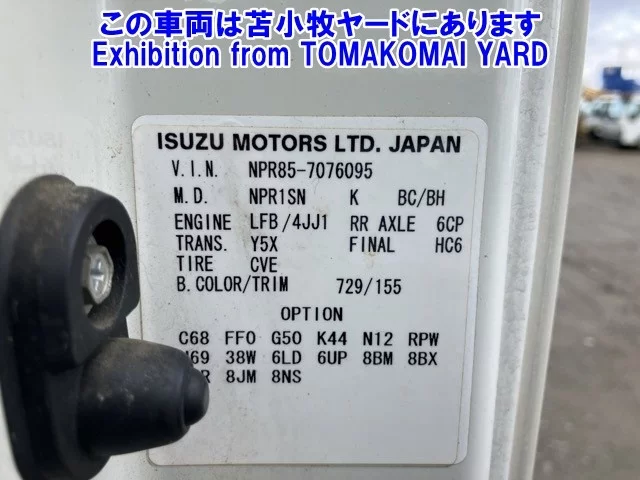 この車両は苫小牧ヤードにあります
Exhibition from TOMAKOMAI YARD
ISUZU MOTORS LTD. JAPAN
V.I.N. NPR85-7076095
M.D. NPR1SN K BC/BH
ENGINE LFB/4JJ1 RR AXLE 6CP
TRANS. Y5X FINAL HC6
TIRE CVE
B.COLOR/TRIM 729/155
OPTION
C68 FF0 G50 K44 N12 RPW
38W 6LD 6UP 8BM 8BX
8JM 8NS